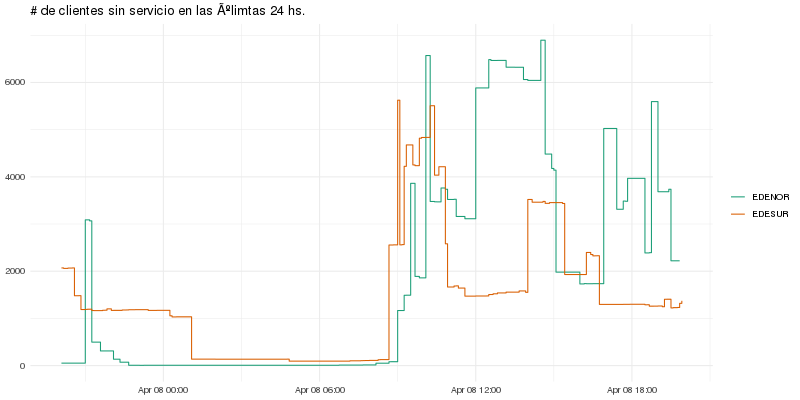 # de clientes sin servicio en las Ãºlimtas 24 hs.
6000
4000
2000
0
Apr 08 00:00
Apr 08 06:00
Apr 08 12:00
Apr 08 18:00
EDENOR
EDESUR